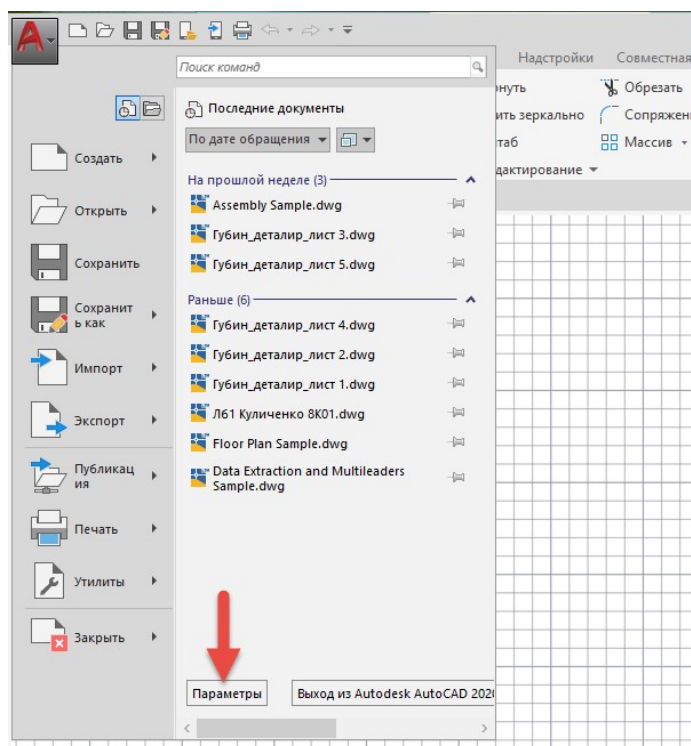 A
Поиск команд
Надстройки Совместная
Последние документы
нуть
Обрезать
По дате обращения
ить зеркально
Сопряжен
Создать
таб
Массив
На прошлой неделе (3)
дактирование
Assembly Sample.dwg
Открыть
Губин_деталир_лист 3.dwg
Сохранить
Губин_деталир_лист 5.dwg
Раньше (6)
Сохранит
ь как
Губин_деталир_лист 4.dwg
Губин_деталир_лист 2.dwg
Импорт
Губин_деталир_лист 1.dwg
Л61 Куличенко 8К01.dwg
Экспорт
Floor Plan Sample.dwg
Публикац
ия
Data Extraction and Multileaders
Sample.dwg
Печать
Утилиты
Закрыть
Параметры
Выход из Autodesk AutoCAD 202